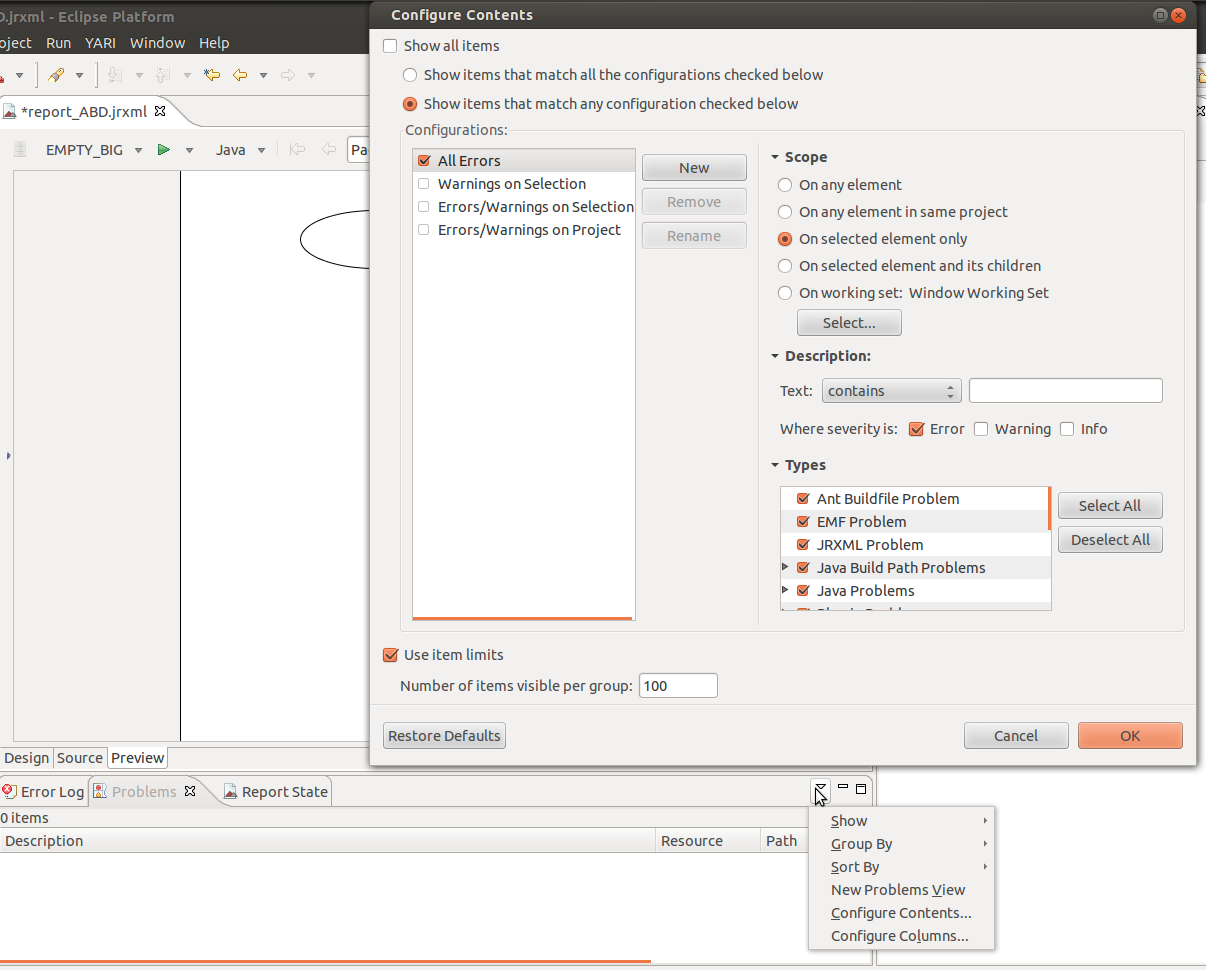 D.jrxml - Eclipse Platform
oject Run YARI Window Help
*report_ABD.jrxml
EMPTY_BIG Java Pa
Design Source Preview
Configure Contents
Show all items
Show items that match all the configurations checked below
Show items that match any configuration checked below
Configurations:
All Errors
Warnings on Selection
Errors/Warnings on Selection
Errors/Warnings on Project
New
Remove
Rename
Scope
On any element
On any element in same project
On selected element only
On selected element and its children
On working set: Window Working Set
Select...
Description:
Text: contains
Where severity is: Error Warning Info
Types
Ant Buildfile Problem
EMF Problem
JRXML Problem
Java Build Path Problems
Java Problems
Select All
Deselect All
Use item limits
Number of items visible per group: 100
Restore Defaults Cancel OK
Error Log Problems Report State
0 items
Description Resource Path
Show
Group By
Sort By
New Problems View
Configure Contents...
Configure Columns...